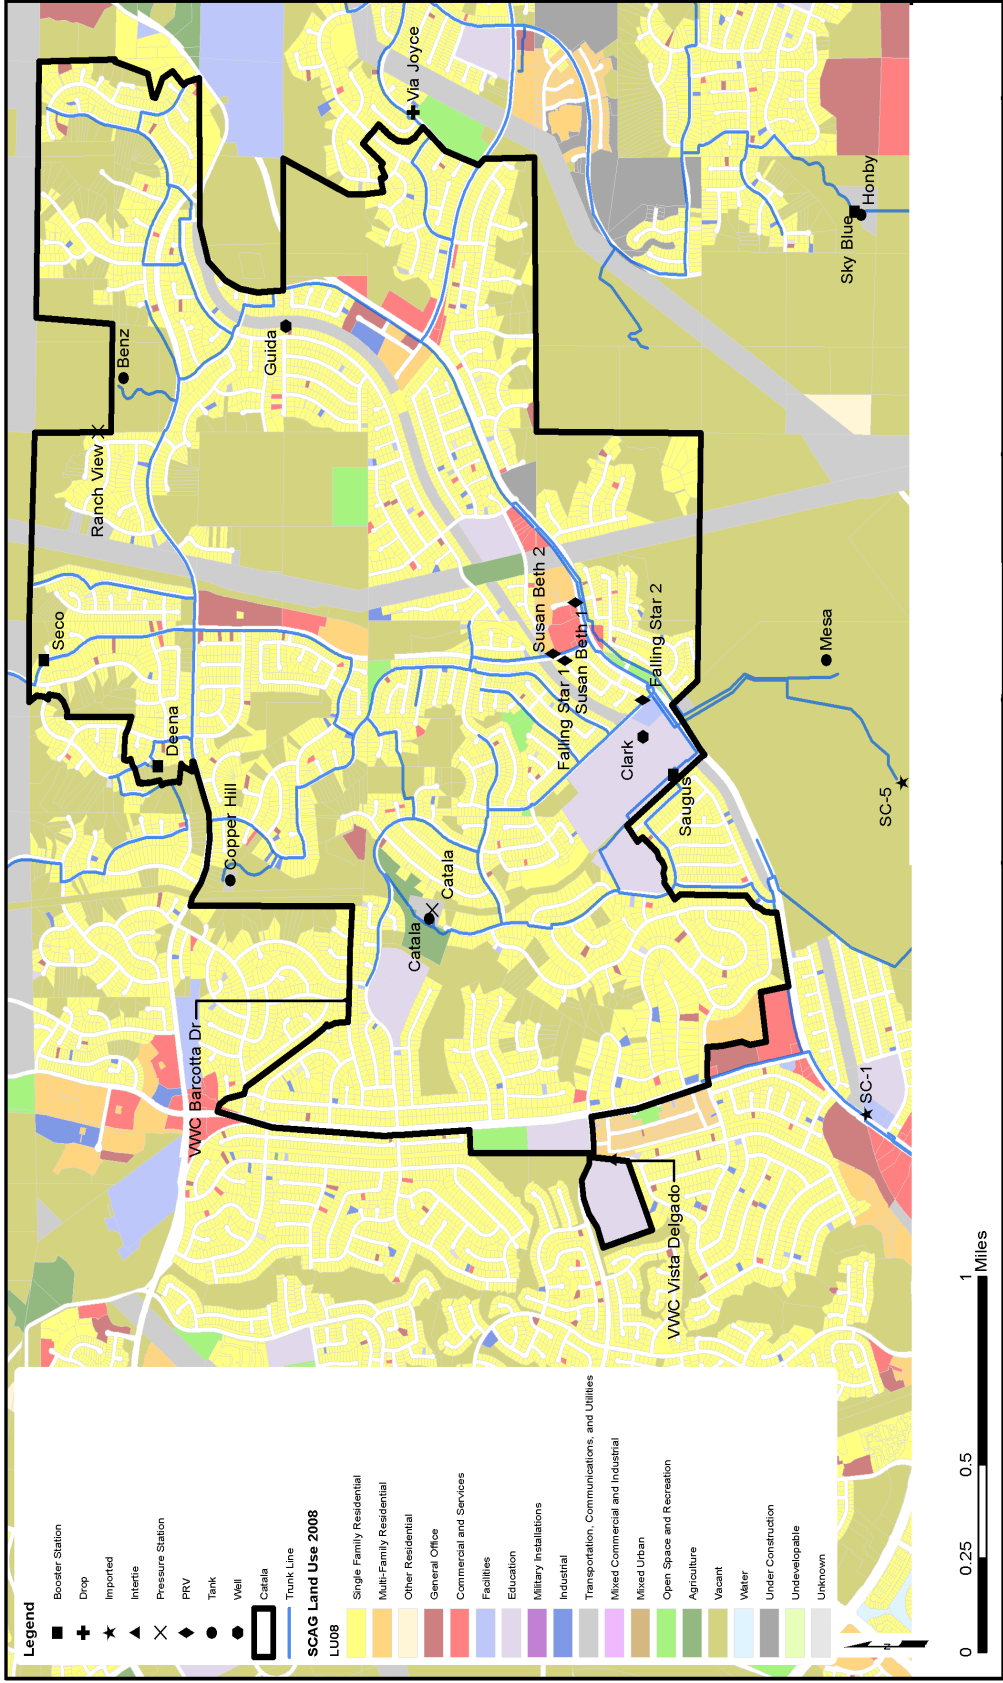 Legend
Booster Station
Drop
Imported
Intertie
Pressure Station
PRV
Tank
Well
Catala
Trunk Line
SCAG Land Use 2008
LU08
Single Family Residential
Multi-Family Residential
Other Residential
General Office
Commercial and Services
Facilities
Education
Military Installations
Industrial
Transportation, Communications, and Utilities
Mixed Commercial and Industrial
Mixed Urban
Open Space and Recreation
Agriculture
Vacant
Water
Under Construction
Undevelopable
Unknown
N
0 0.25 0.5 1
Miles
Seco
Deena
Copper Hill
Ranch View
Benz
Guida
Via Joyce
VWC Barcotta Dr
Catala
Catala
Susan Beth 2
Falling Star 1
Susan Beth 1
Falling Star 2
Clark
Saugus
VWC Vista Delgado
Sky Blue
Honby
Mesa
SC-5
SC-1